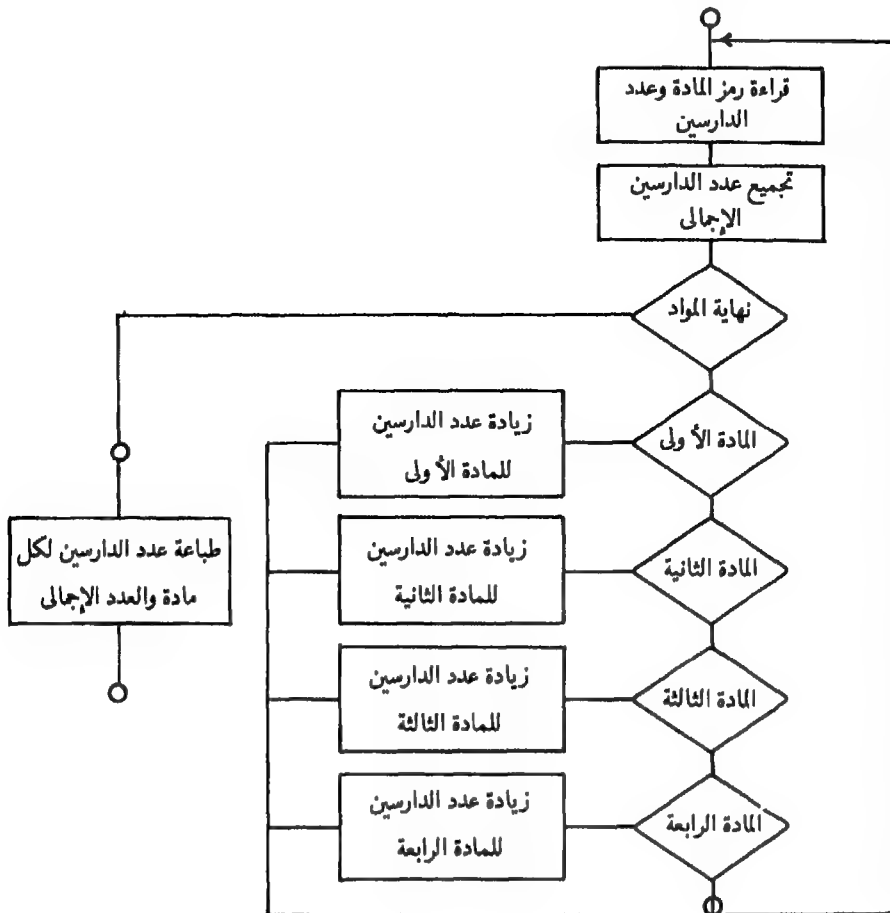 قراءة رمز المادة وعدد
الدارسين
تجميع عدد الدارسين
الإجمالى
نهاية المواد
المادة الأولى
زيادة عدد الدارسين
للمادة الأولى
طباعة عدد الدارسين لكل
مادة والعدد الإجمالى
المادة الثانية
زيادة عدد الدارسين
للمادة الثانية
المادة الثالثة
زيادة عدد الدارسين
للمادة الثالثة
المادة الرابعة
زيادة عدد الدارسين
للمادة الرابعة